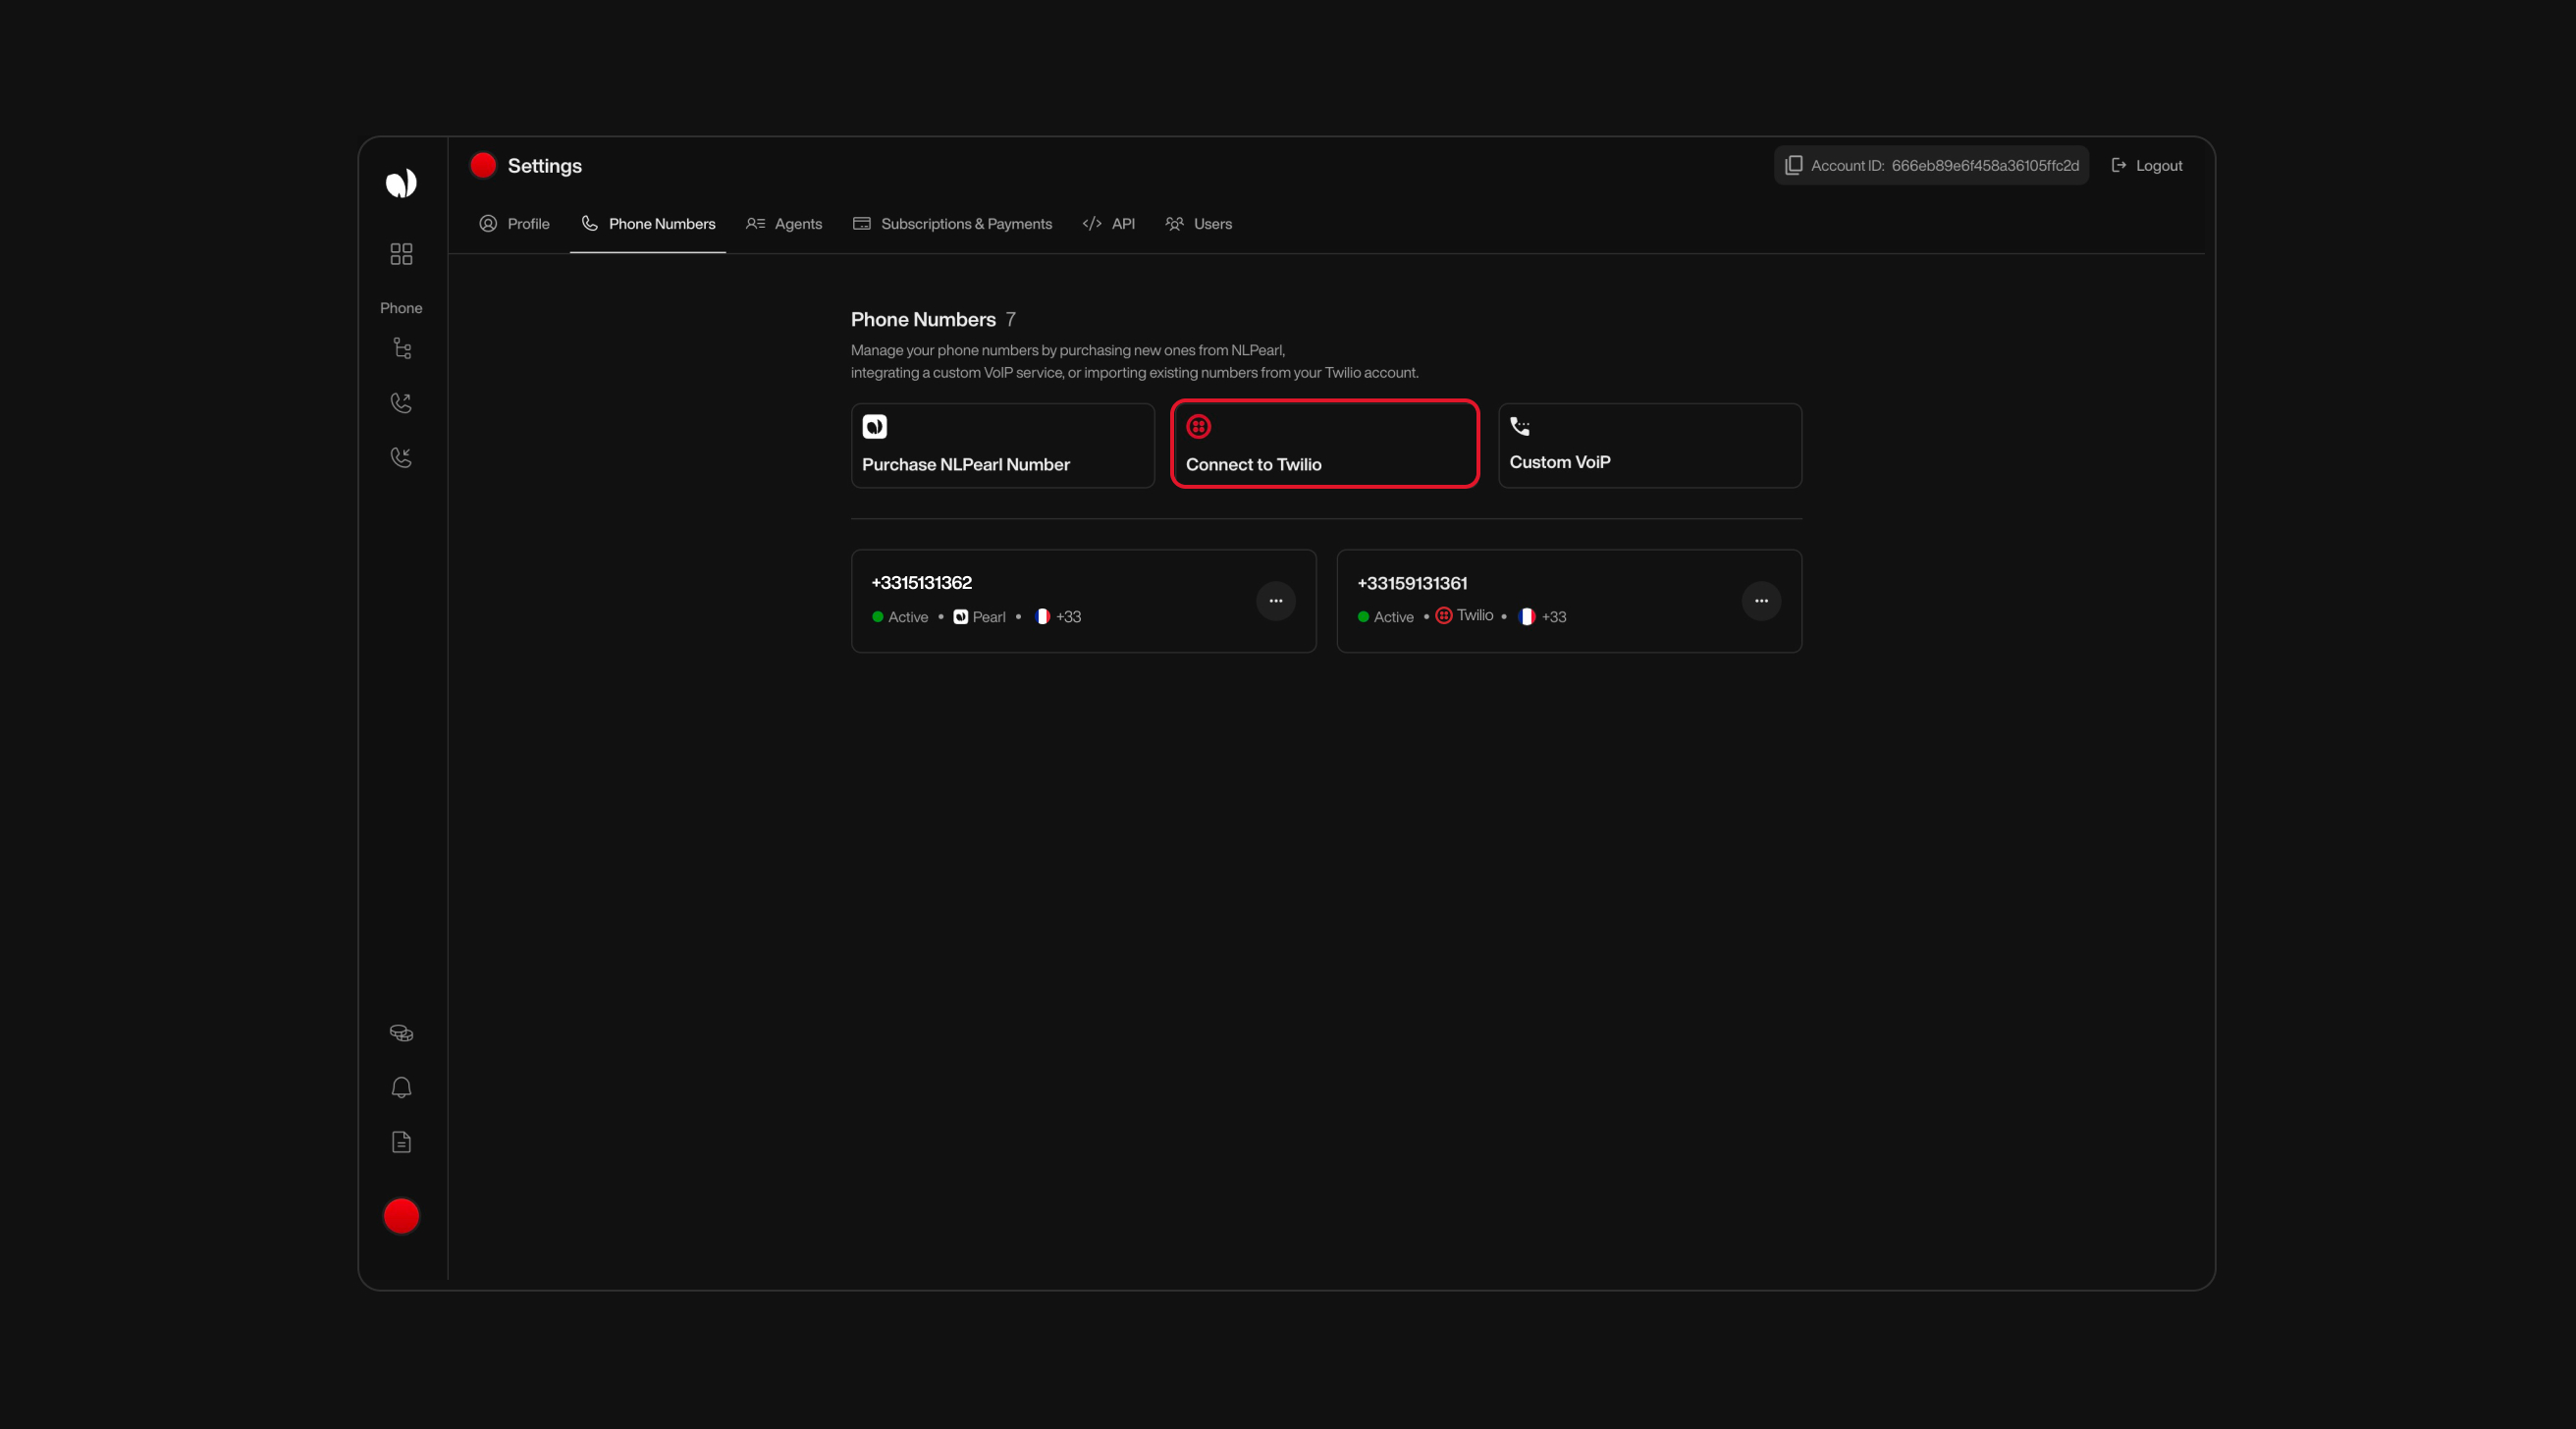 Settings
Account ID: 666eb89e6f458a36105ffc2d
Logout
Profile
Phone Numbers
Agents
Subscriptions & Payments
API
Users
Phone
Phone Numbers 7
Manage your phone numbers by purchasing new ones from NLPearl,
integrating a custom VoIP service, or importing existing numbers from your Twilio account.
Purchase NLPearl Number
Connect to Twilio
Custom VoiP
+3315131362
Active • Pearl • +33
+33159131361
Active • Twilio • +33